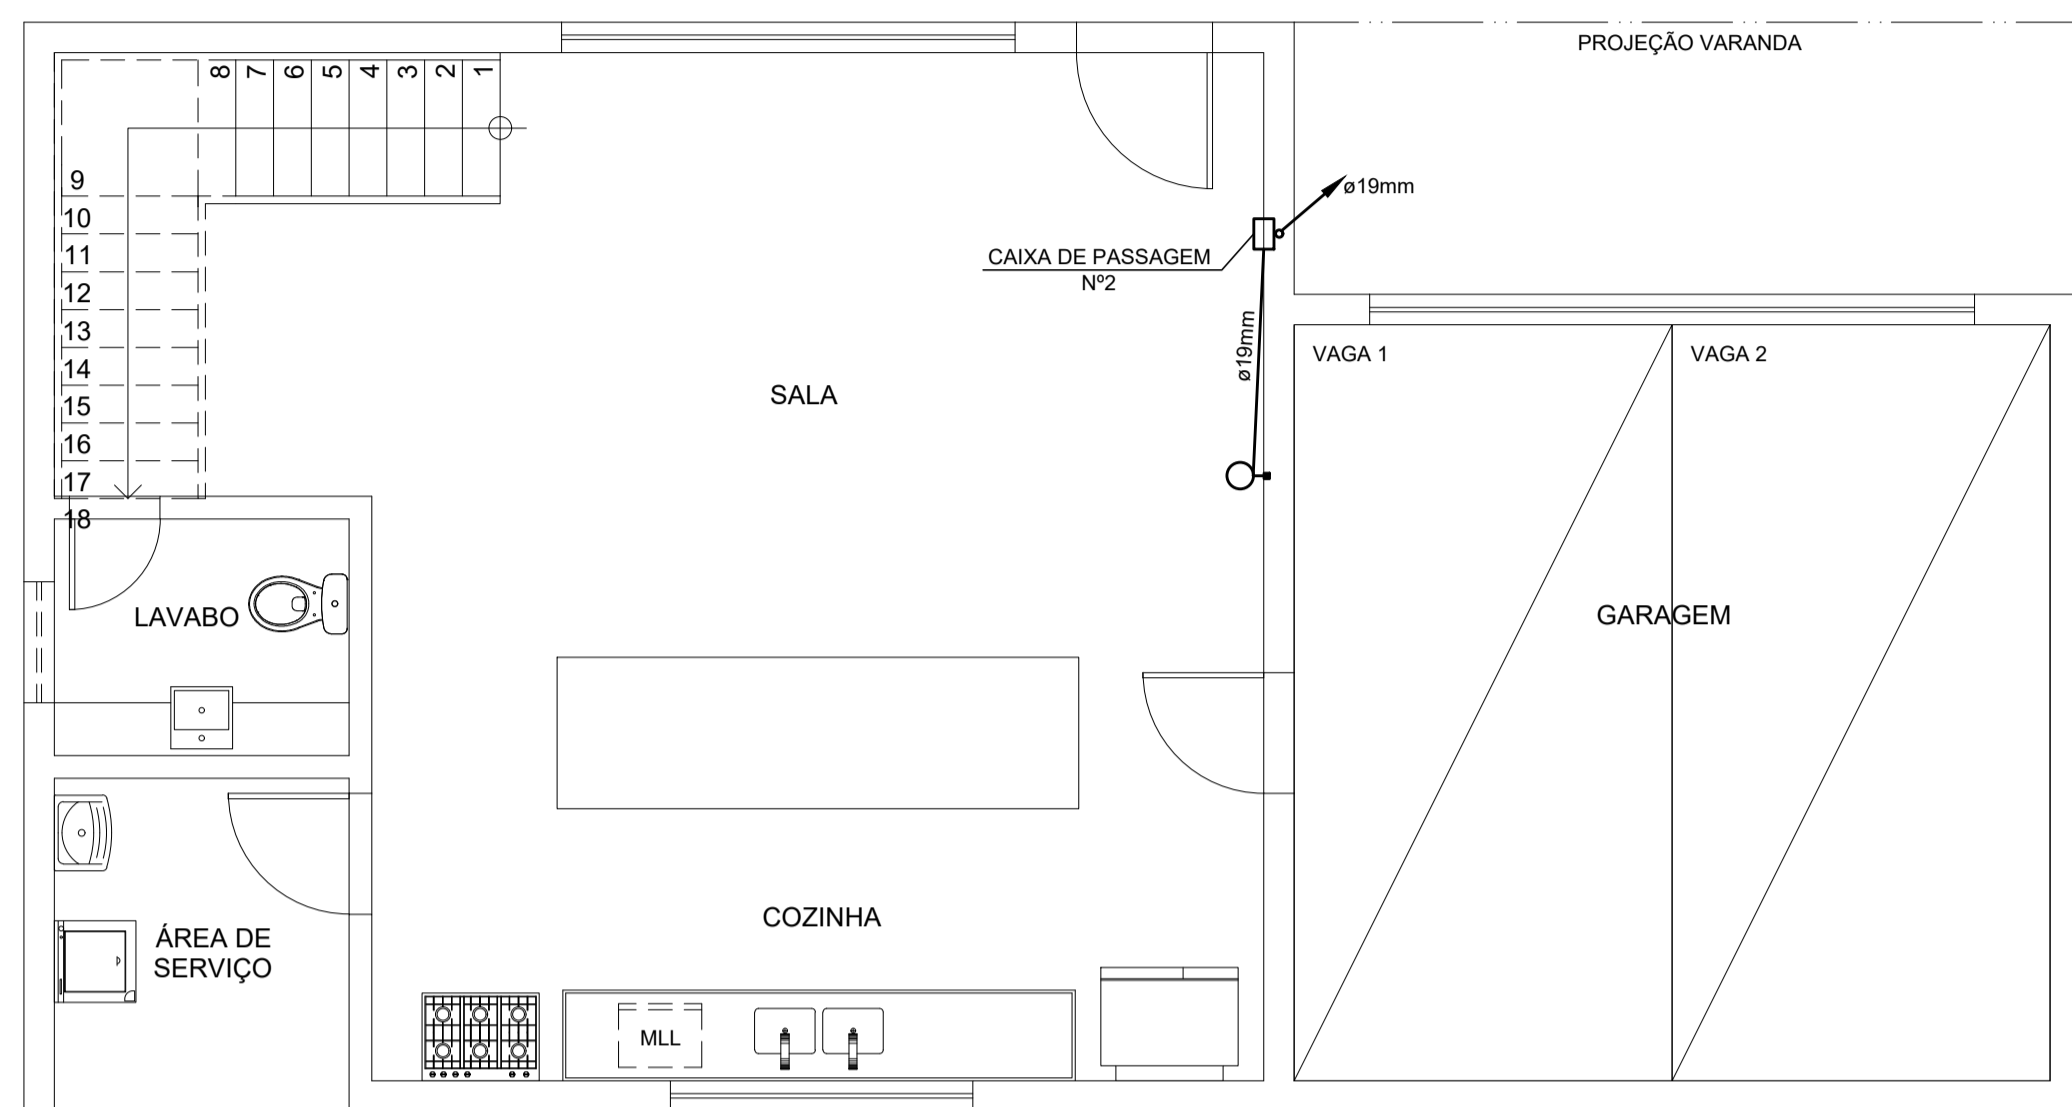 PROJEÇÃO VARANDA
8 7 6 5 4 3 2 1
9
10
11
12
13
14
15
16
17
18
ø19mm
CAIXA DE PASSAGEM
Nº2
ø19mm
VAGA 1
VAGA 2
SALA
LAVABO
GARAGEM
COZINHA
ÁREA DE
SERVIÇO
MLL